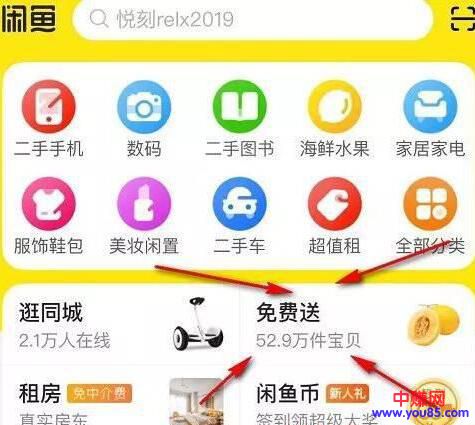 闲鱼
悦刻relx2019
二手手机 数码 二手图书 海鲜水果 家居家电
服饰鞋包 美妆闲置 二手车 超值租 全部分类
逛同城
2.1万人在线
免费送
52.9万件宝贝
租房 免中介费
真实房东
闲鱼币 新人礼
签到领超级大奖
中赚网
www.you85.com